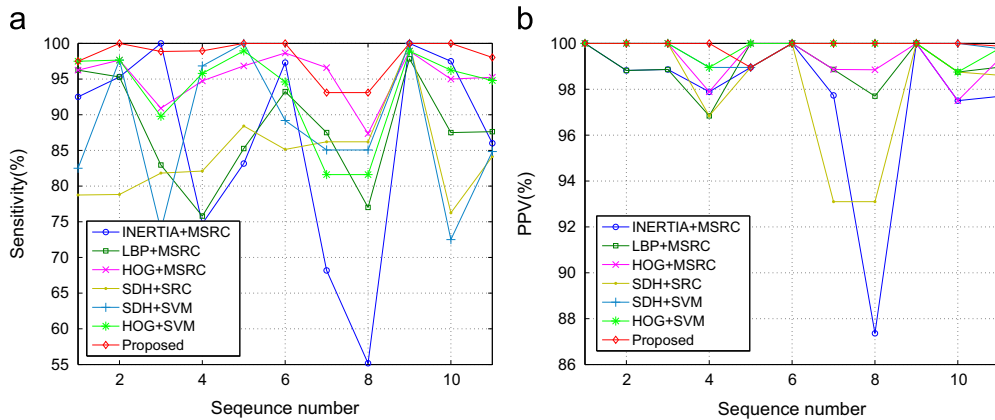 a
100
95
90
85
80
75
70
65
60
55
Sensitivity(%)
INERTIA+MSRC
LBP+MSRC
HOG+MSRC
SDH+SRC
SDH+SVM
HOG+SVM
Proposed
2
4
6
8
10
Seqeunce number
b
100
98
96
94
92
90
88
86
PPV(%)
INERTIA+MSRC
LBP+MSRC
HOG+MSRC
SDH+SRC
SDH+SVM
HOG+SVM
Proposed
2
4
6
8
10
Sequence number